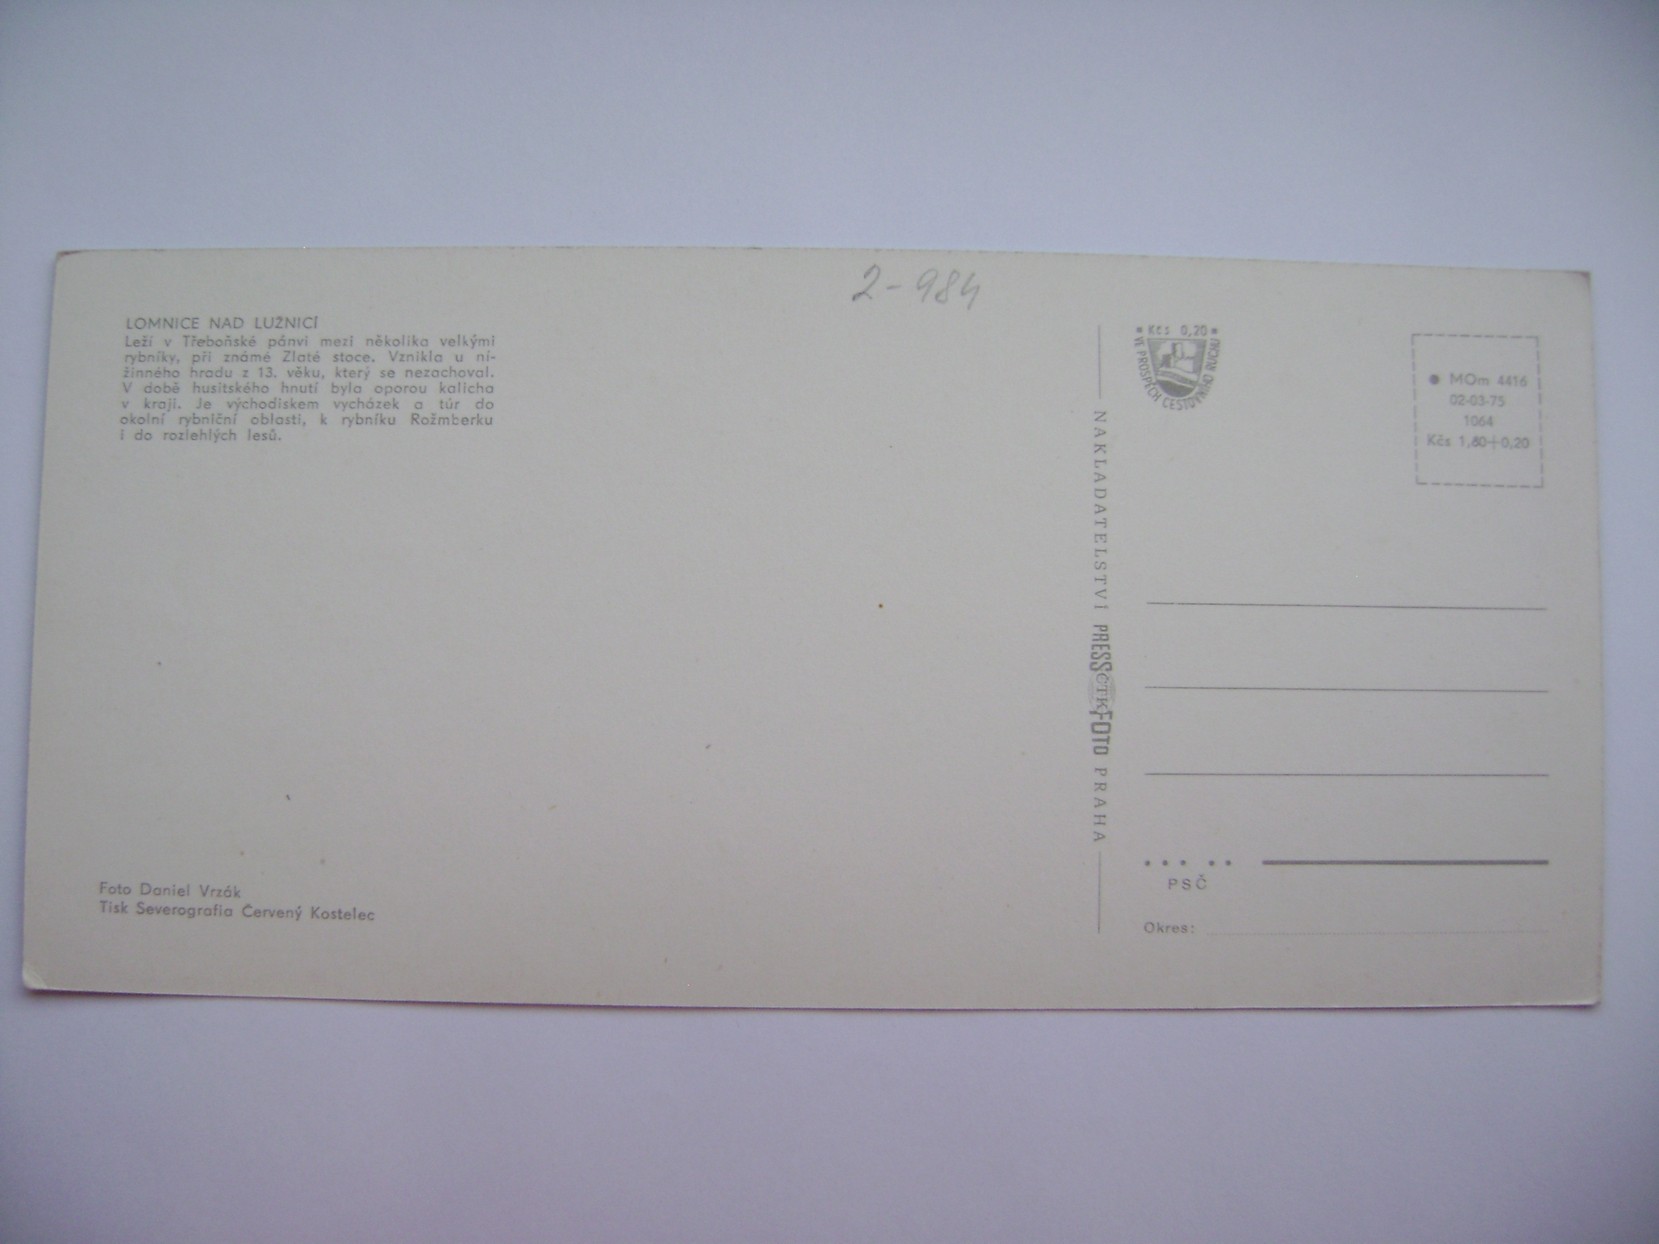 2-984
LOMNICE NAD LUŽNICÍ
Leží v Třeboňské pánvi mezi několika velkými
rybníky, při známé Zlaté stoce. Vznikla u ní-
žinného hradu z 13. věku, který se nezachoval.
V době husitského hnutí byla oporou kalicha
v kraji. Je východiskem vycházek a túr do
okolní rybniční oblasti, k rybníku Rožmberku
i do rozlehlých lesů.
Foto Daniel Vrzák
Tisk Severografia Červený Kostelec
NAKLADATELSTVÍ PRESSČTKFOTO PRAHA
• Kčs 0,20 •
VE PROSPĚCH CESTOVNÍHO RUCHU
● MOm 4416
02-03-75
1064
Kčs 1,80+0,20
PSČ
Okres: